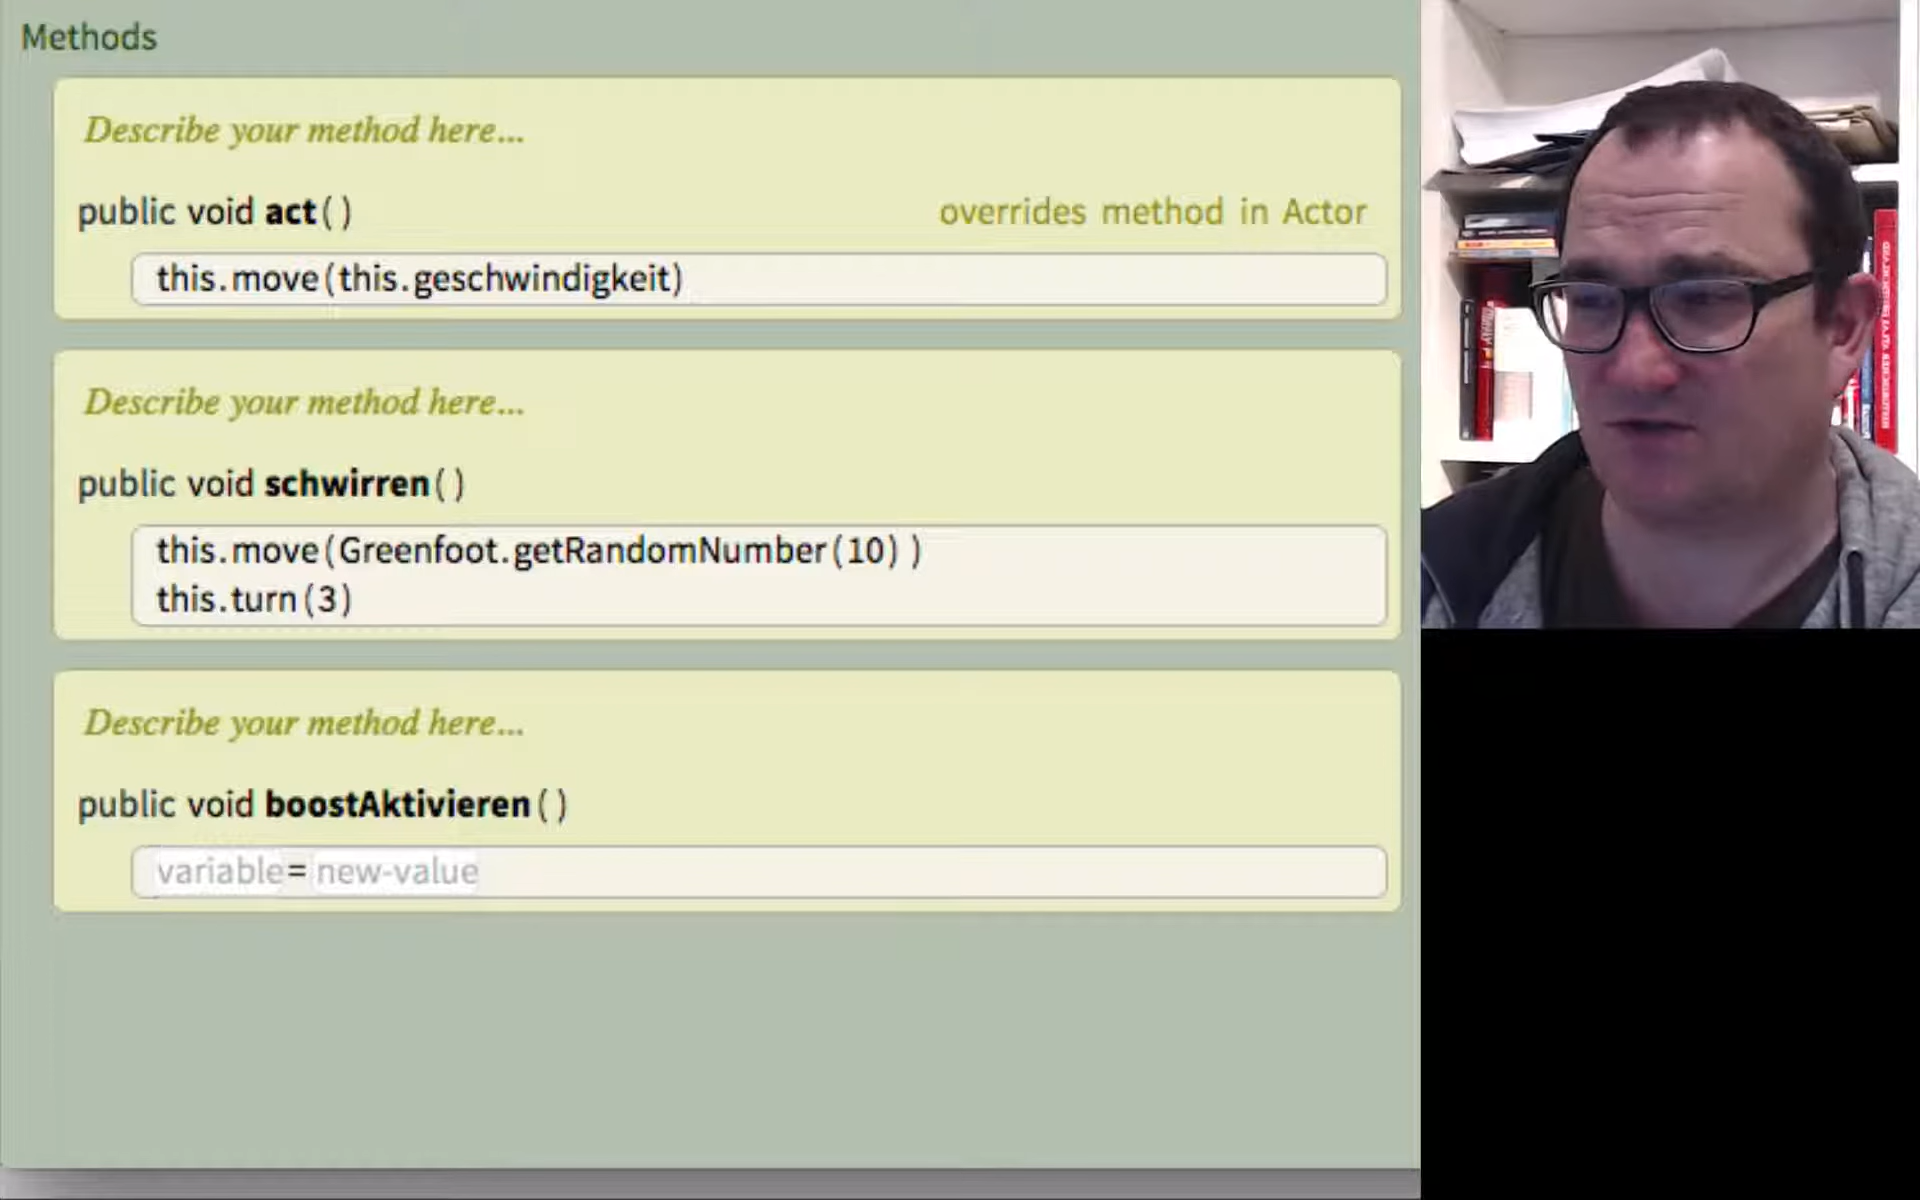 Methods
Describe your method here...
public void act()
overrides method in Actor
this.move(this.geschwindigkeit)
Describe your method here...
public void schwirren()
this.move(Greenfoot.getRandomNumber(10) )
this.turn(3)
Describe your method here...
public void boostAktivieren()
variable= new-value